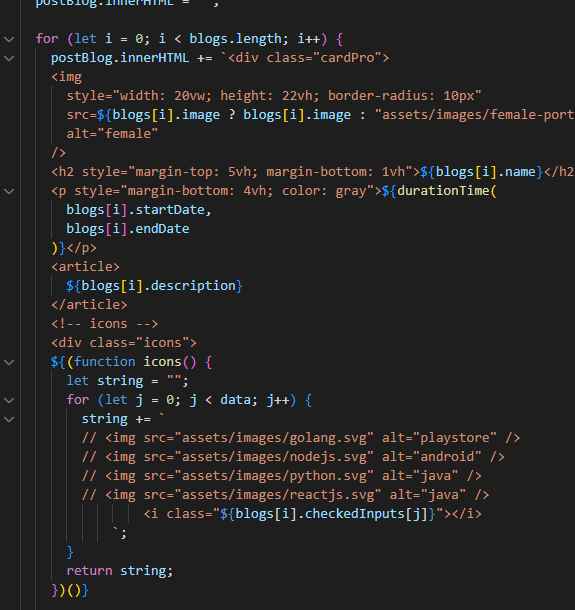 postBlog.innerHTML = "";
for (let i = 0; i < blogs.length; i++) {
postBlog.innerHTML += `<div class="cardPro">
<img
style="width: 20vw; height: 22vh; border-radius: 10px"
src=${blogs[i].image ? blogs[i].image : "assets/images/female-port
alt="female"
/>
<h2 style="margin-top: 5vh; margin-bottom: 1vh">${blogs[i].name}</h2
<p style="margin-bottom: 4vh; color: gray">${durationTime(
blogs[i].startDate,
blogs[i].endDate
)}</p>
<article>
${blogs[i].description}
</article>
<!-- icons -->
<div class="icons">
${(function icons() {
let string = "";
for (let j = 0; j < data; j++) {
string += `
// <img src="assets/images/golang.svg" alt="playstore" />
// <img src="assets/images/nodejs.svg" alt="android" />
// <img src="assets/images/python.svg" alt="java" />
// <img src="assets/images/reactjs.svg" alt="java" />
<i class="${blogs[i].checkedInputs[j]}"></i>
`;
}
return string;
})()}